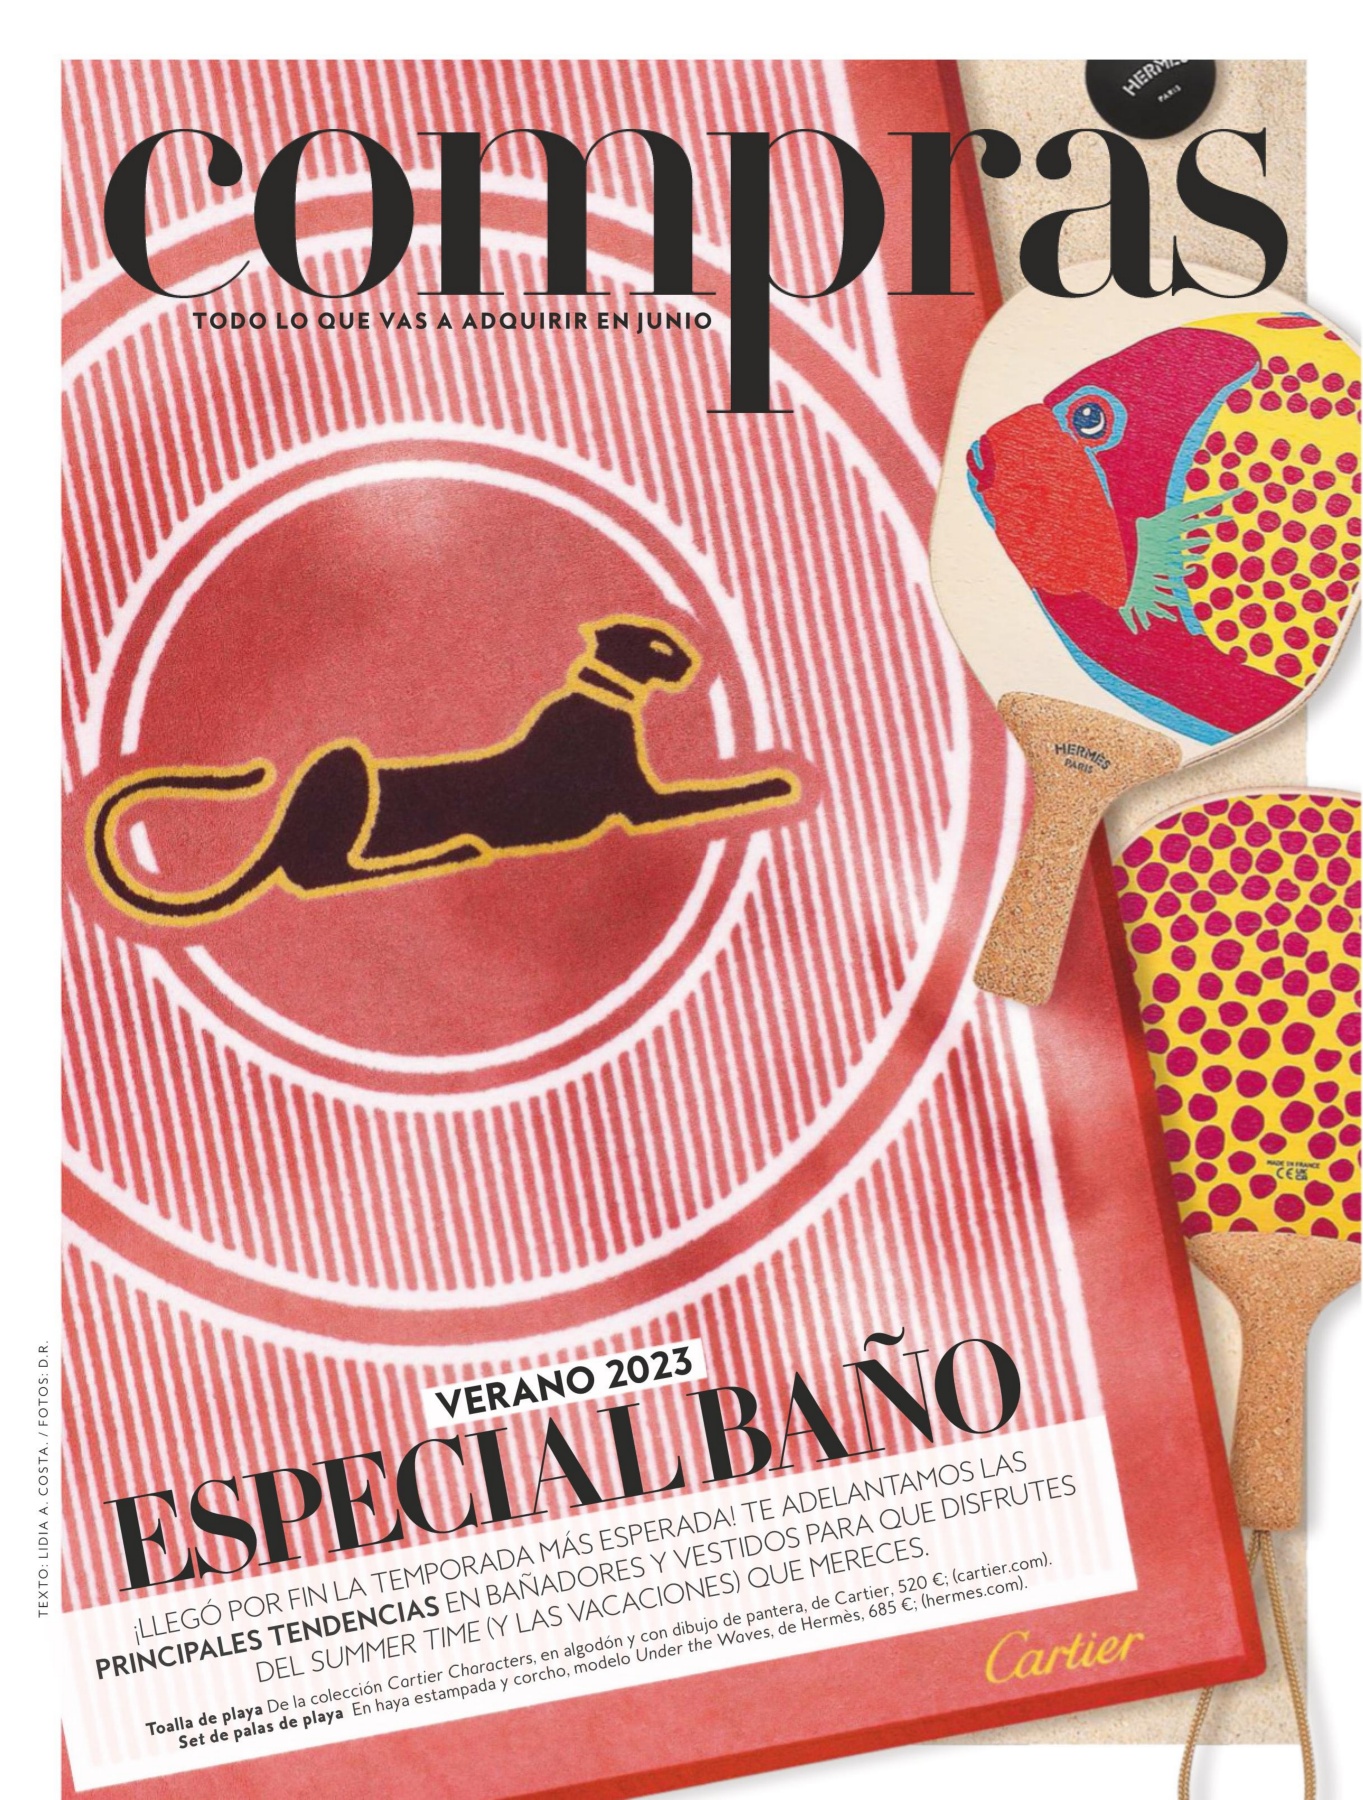 HERMÈS
PARIS
compras
TODO LO QUE VAS A ADQUIRIR EN JUNIO
HERMÈS
PARIS
MADE IN FRANCE
CE UK CA
TEXTO: LIDIA A. COSTA. / FOTOS: D.R.
VERANO 2023
ESPECIAL BAÑO
¡LLEGÓ POR FIN LA TEMPORADA MÁS ESPERADA! TE ADELANTAMOS LAS
PRINCIPALES TENDENCIAS EN BAÑADORES Y VESTIDOS PARA QUE DISFRUTES
DEL SUMMER TIME (Y LAS VACACIONES) QUE MERECES.
Toalla de playa De la colección Cartier Characters, en algodón y con dibujo de pantera, de Cartier, 520 €; (cartier.com).
Set de palas de playa En haya estampada y corcho, modelo Under the Waves, de Hermès, 685 €; (hermes.com).
Cartier